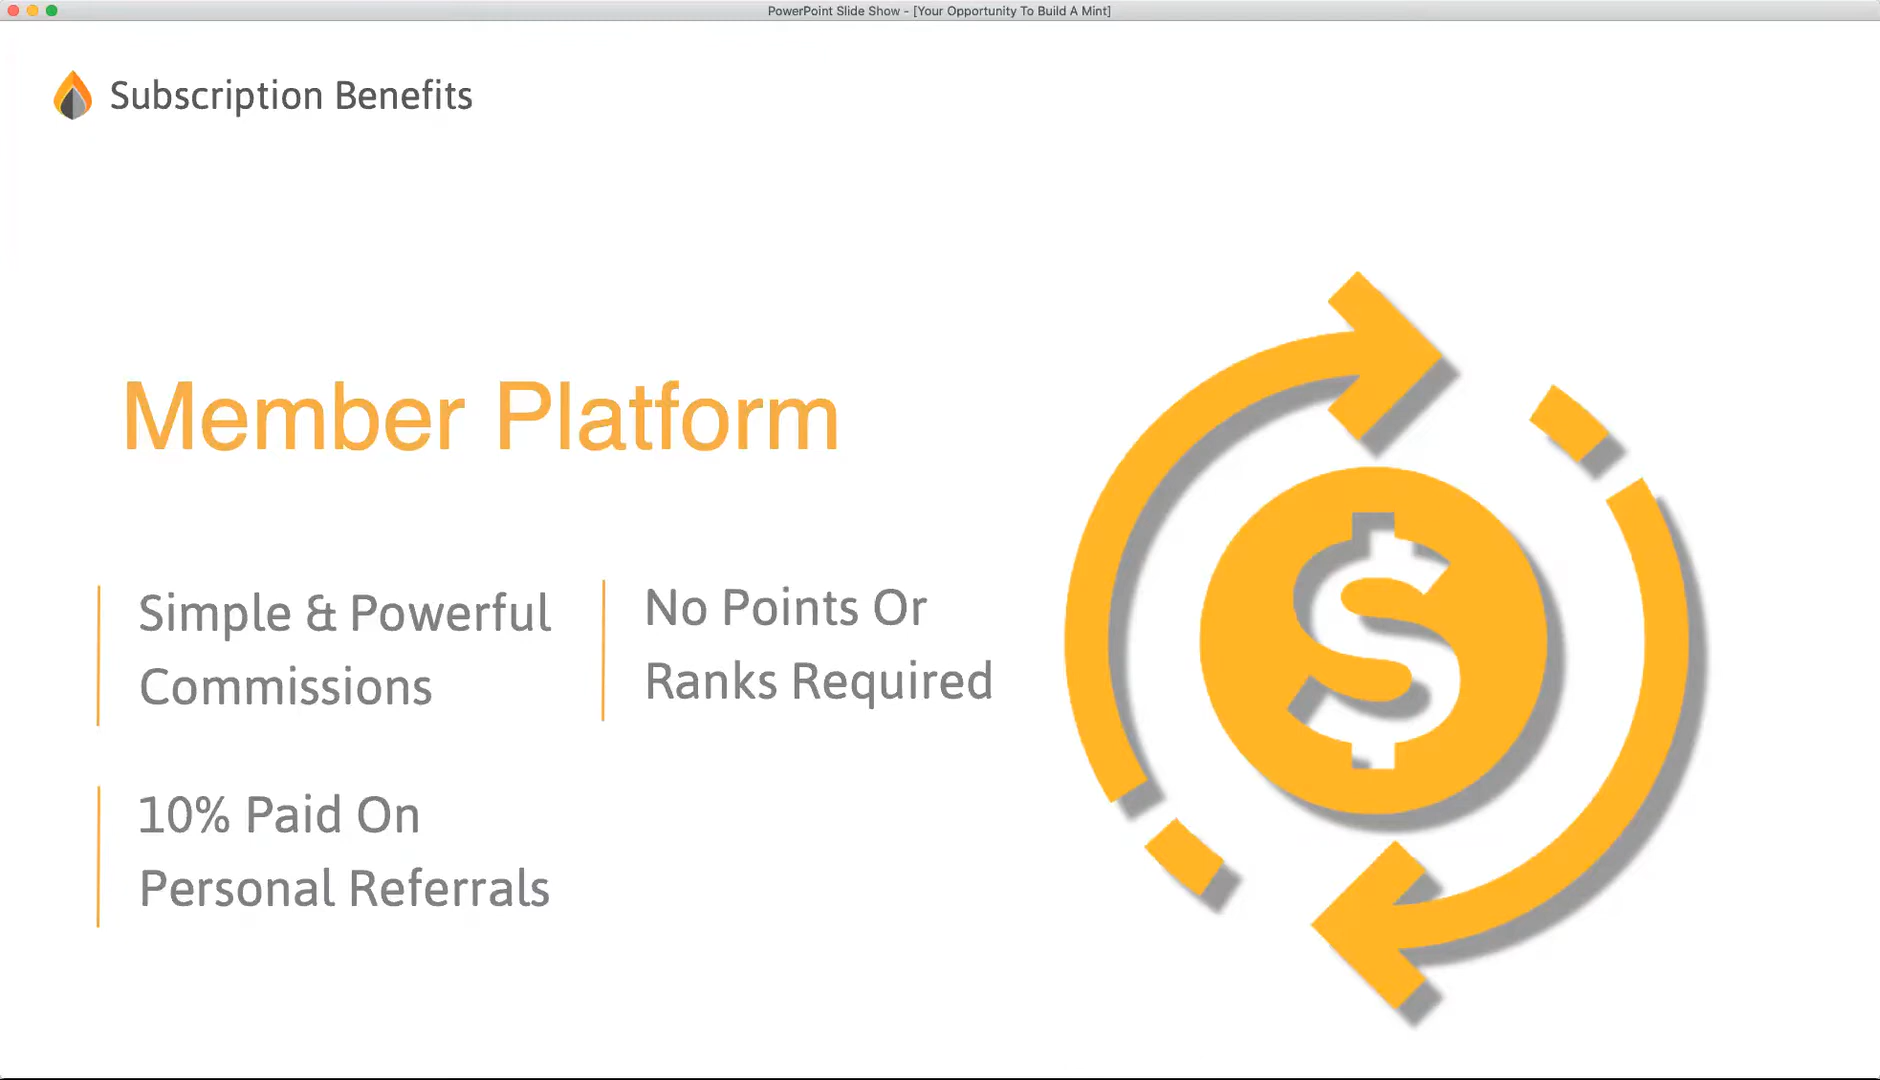 PowerPoint Slide Show - [Your Opportunity To Build A Mint]
Subscription Benefits
Member Platform
Simple & Powerful
Commissions
No Points Or
Ranks Required
10% Paid On
Personal Referrals
$